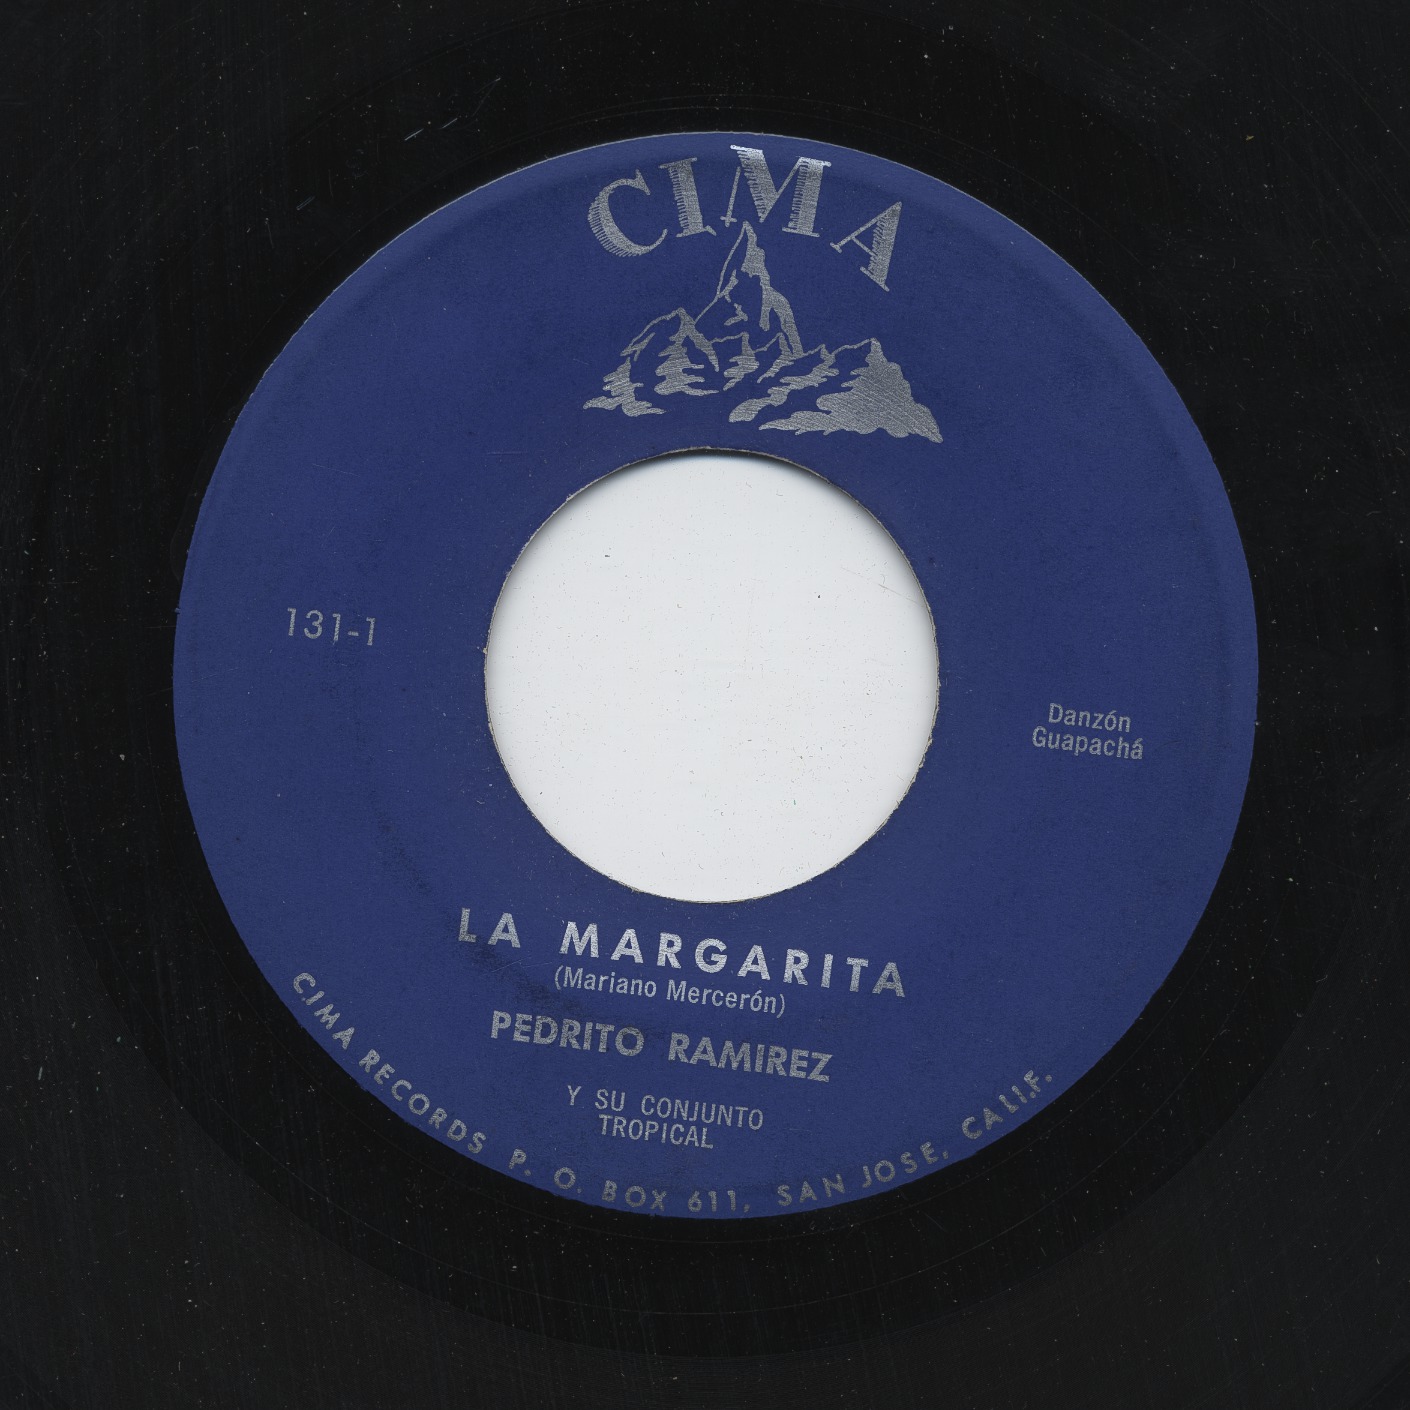 CIMA
131-1
Danzón
Guapachá
LA MARGARITA
(Mariano Mercerón)
PEDRITO RAMIREZ
Y SU CONJUNTO
TROPICAL
CIMA RECORDS P. O. BOX 611, SAN JOSE, CALIF.